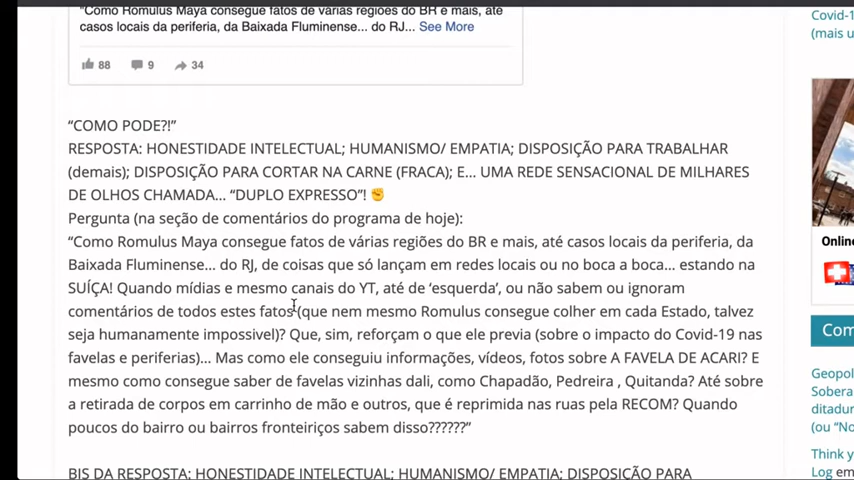 "Como Romulus Maya consegue fatos de várias regiões do BR e mais, até
casos locais da periferia, da Baixada Fluminense... do RJ... See More
88 9 34
"COMO PODE?!"
RESPOSTA: HONESTIDADE INTELECTUAL; HUMANISMO/ EMPATIA; DISPOSIÇÃO PARA TRABALHAR
(demais); DISPOSIÇÃO PARA CORTAR NA CARNE (FRACA); E... UMA REDE SENSACIONAL DE MILHARES
DE OLHOS CHAMADA... "DUPLO EXPRESSO"! ✊
Pergunta (na seção de comentários do programa de hoje):
"Como Romulus Maya consegue fatos de várias regiões do BR e mais, até casos locais da periferia, da
Baixada Fluminense... do RJ, de coisas que só lançam em redes locais ou no boca a boca... estando na
SUÍÇA! Quando mídias e mesmo canais do YT, até de 'esquerda', ou não sabem ou ignoram
comentários de todos estes fatos (que nem mesmo Romulus consegue colher em cada Estado, talvez
seja humanamente impossivel)? Que, sim, reforçam o que ele previa (sobre o impacto do Covid-19 nas
favelas e periferias)... Mas como ele conseguiu informações, vídeos, fotos sobre A FAVELA DE ACARI? E
mesmo como consegue saber de favelas vizinhas dali, como Chapadão, Pedreira , Quitanda? Até sobre
a retirada de corpos em carrinho de mão e outros, que é reprimida nas ruas pela RECOM? Quando
poucos do bairro ou bairros fronteiriços sabem disso??????"
BIS DA RESPOSTA: HONESTIDADE INTELECTUAL; HUMANISMO/ EMPATIA; DISPOSIÇÃO PARA
Covid-1
(mais u
Online
Com
Geopol
Sobera
ditadur
(ou "No
Think y
Log em